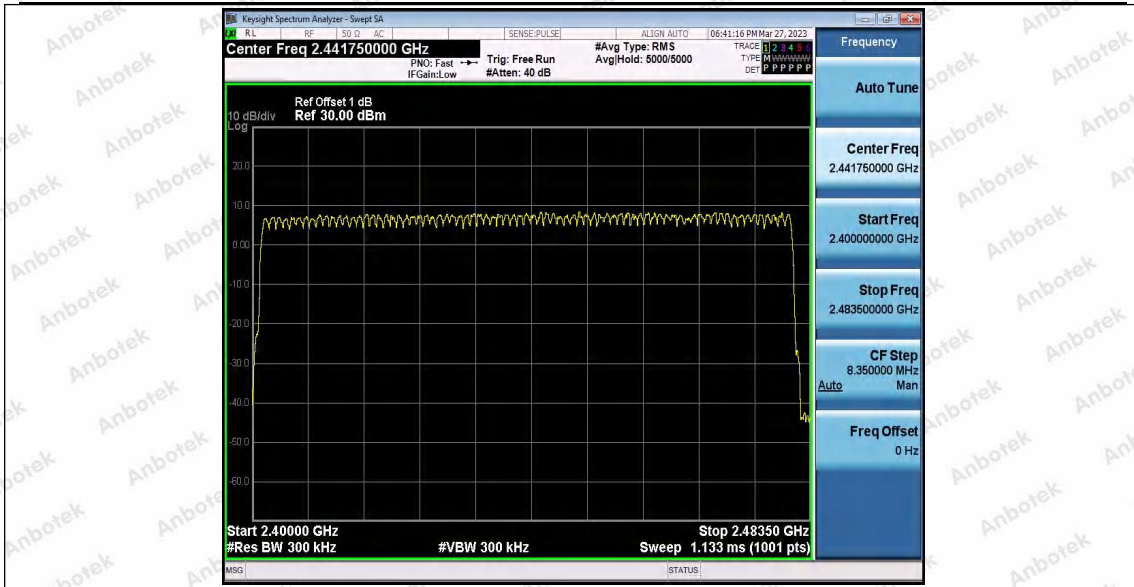 Keysight Spectrum Analyzer - Swept SA
RL RF 50 Ω AC SENSE:PULSE ALIGN AUTO 06:41:16 PM Mar 27, 2023
Center Freq 2.441750000 GHz
#Avg Type: RMS
TRACE 1 2 3 4 5 6
PNO: Fast
Trig: Free Run
Avg|Hold: 5000/5000
TYPE M W W W W W
IFGain:Low
#Atten: 40 dB
DET P P P P P P
Ref Offset 1 dB
10 dB/div Ref 30.00 dBm
Log
20.0
10.0
0.00
-10.0
-20.0
-30.0
-40.0
-50.0
-60.0
Start 2.40000 GHz Stop 2.48350 GHz
#Res BW 300 kHz #VBW 300 kHz Sweep 1.133 ms (1001 pts)
MSG STATUS
Frequency
Auto Tune
Center Freq
2.441750000 GHz
Start Freq
2.400000000 GHz
Stop Freq
2.483500000 GHz
CF Step
8.350000 MHz
Auto Man
Freq Offset
0 Hz
Anbotek